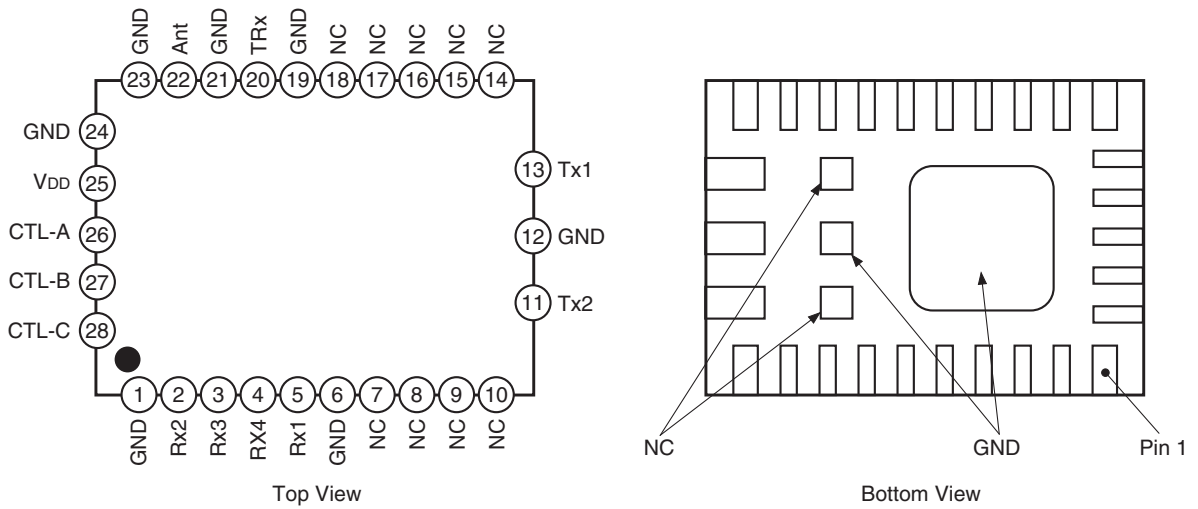 GND Ant GND TRx GND NC NC NC NC NC
23 22 21 20 19 18 17 16 15 14
GND 24
VDD 25
CTL-A 26
CTL-B 27
CTL-C 28
13 Tx1
12 GND
11 Tx2
1 2 3 4 5 6 7 8 9 10
GND Rx2 Rx3 RX4 Rx1 GND NC NC NC NC
Top View
NC GND Pin 1
Bottom View